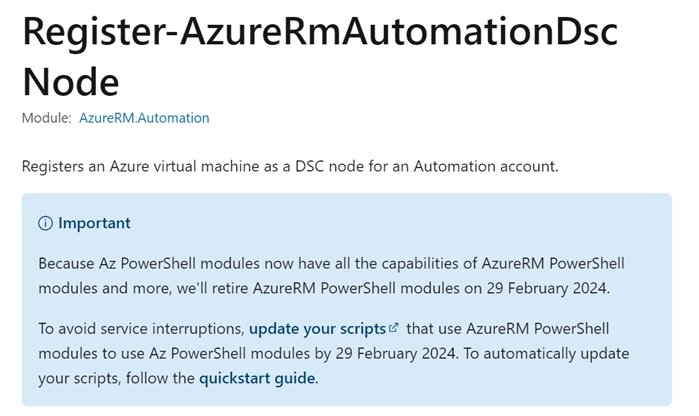 Register-AzureRmAutomationDsc
Node
Module: AzureRM.Automation
Registers an Azure virtual machine as a DSC node for an Automation account.
Important
Because Az PowerShell modules now have all the capabilities of AzureRM PowerShell
modules and more, we'll retire AzureRM PowerShell modules on 29 February 2024.
To avoid service interruptions, update your scripts that use AzureRM PowerShell
modules to use Az PowerShell modules by 29 February 2024. To automatically update
your scripts, follow the quickstart guide.